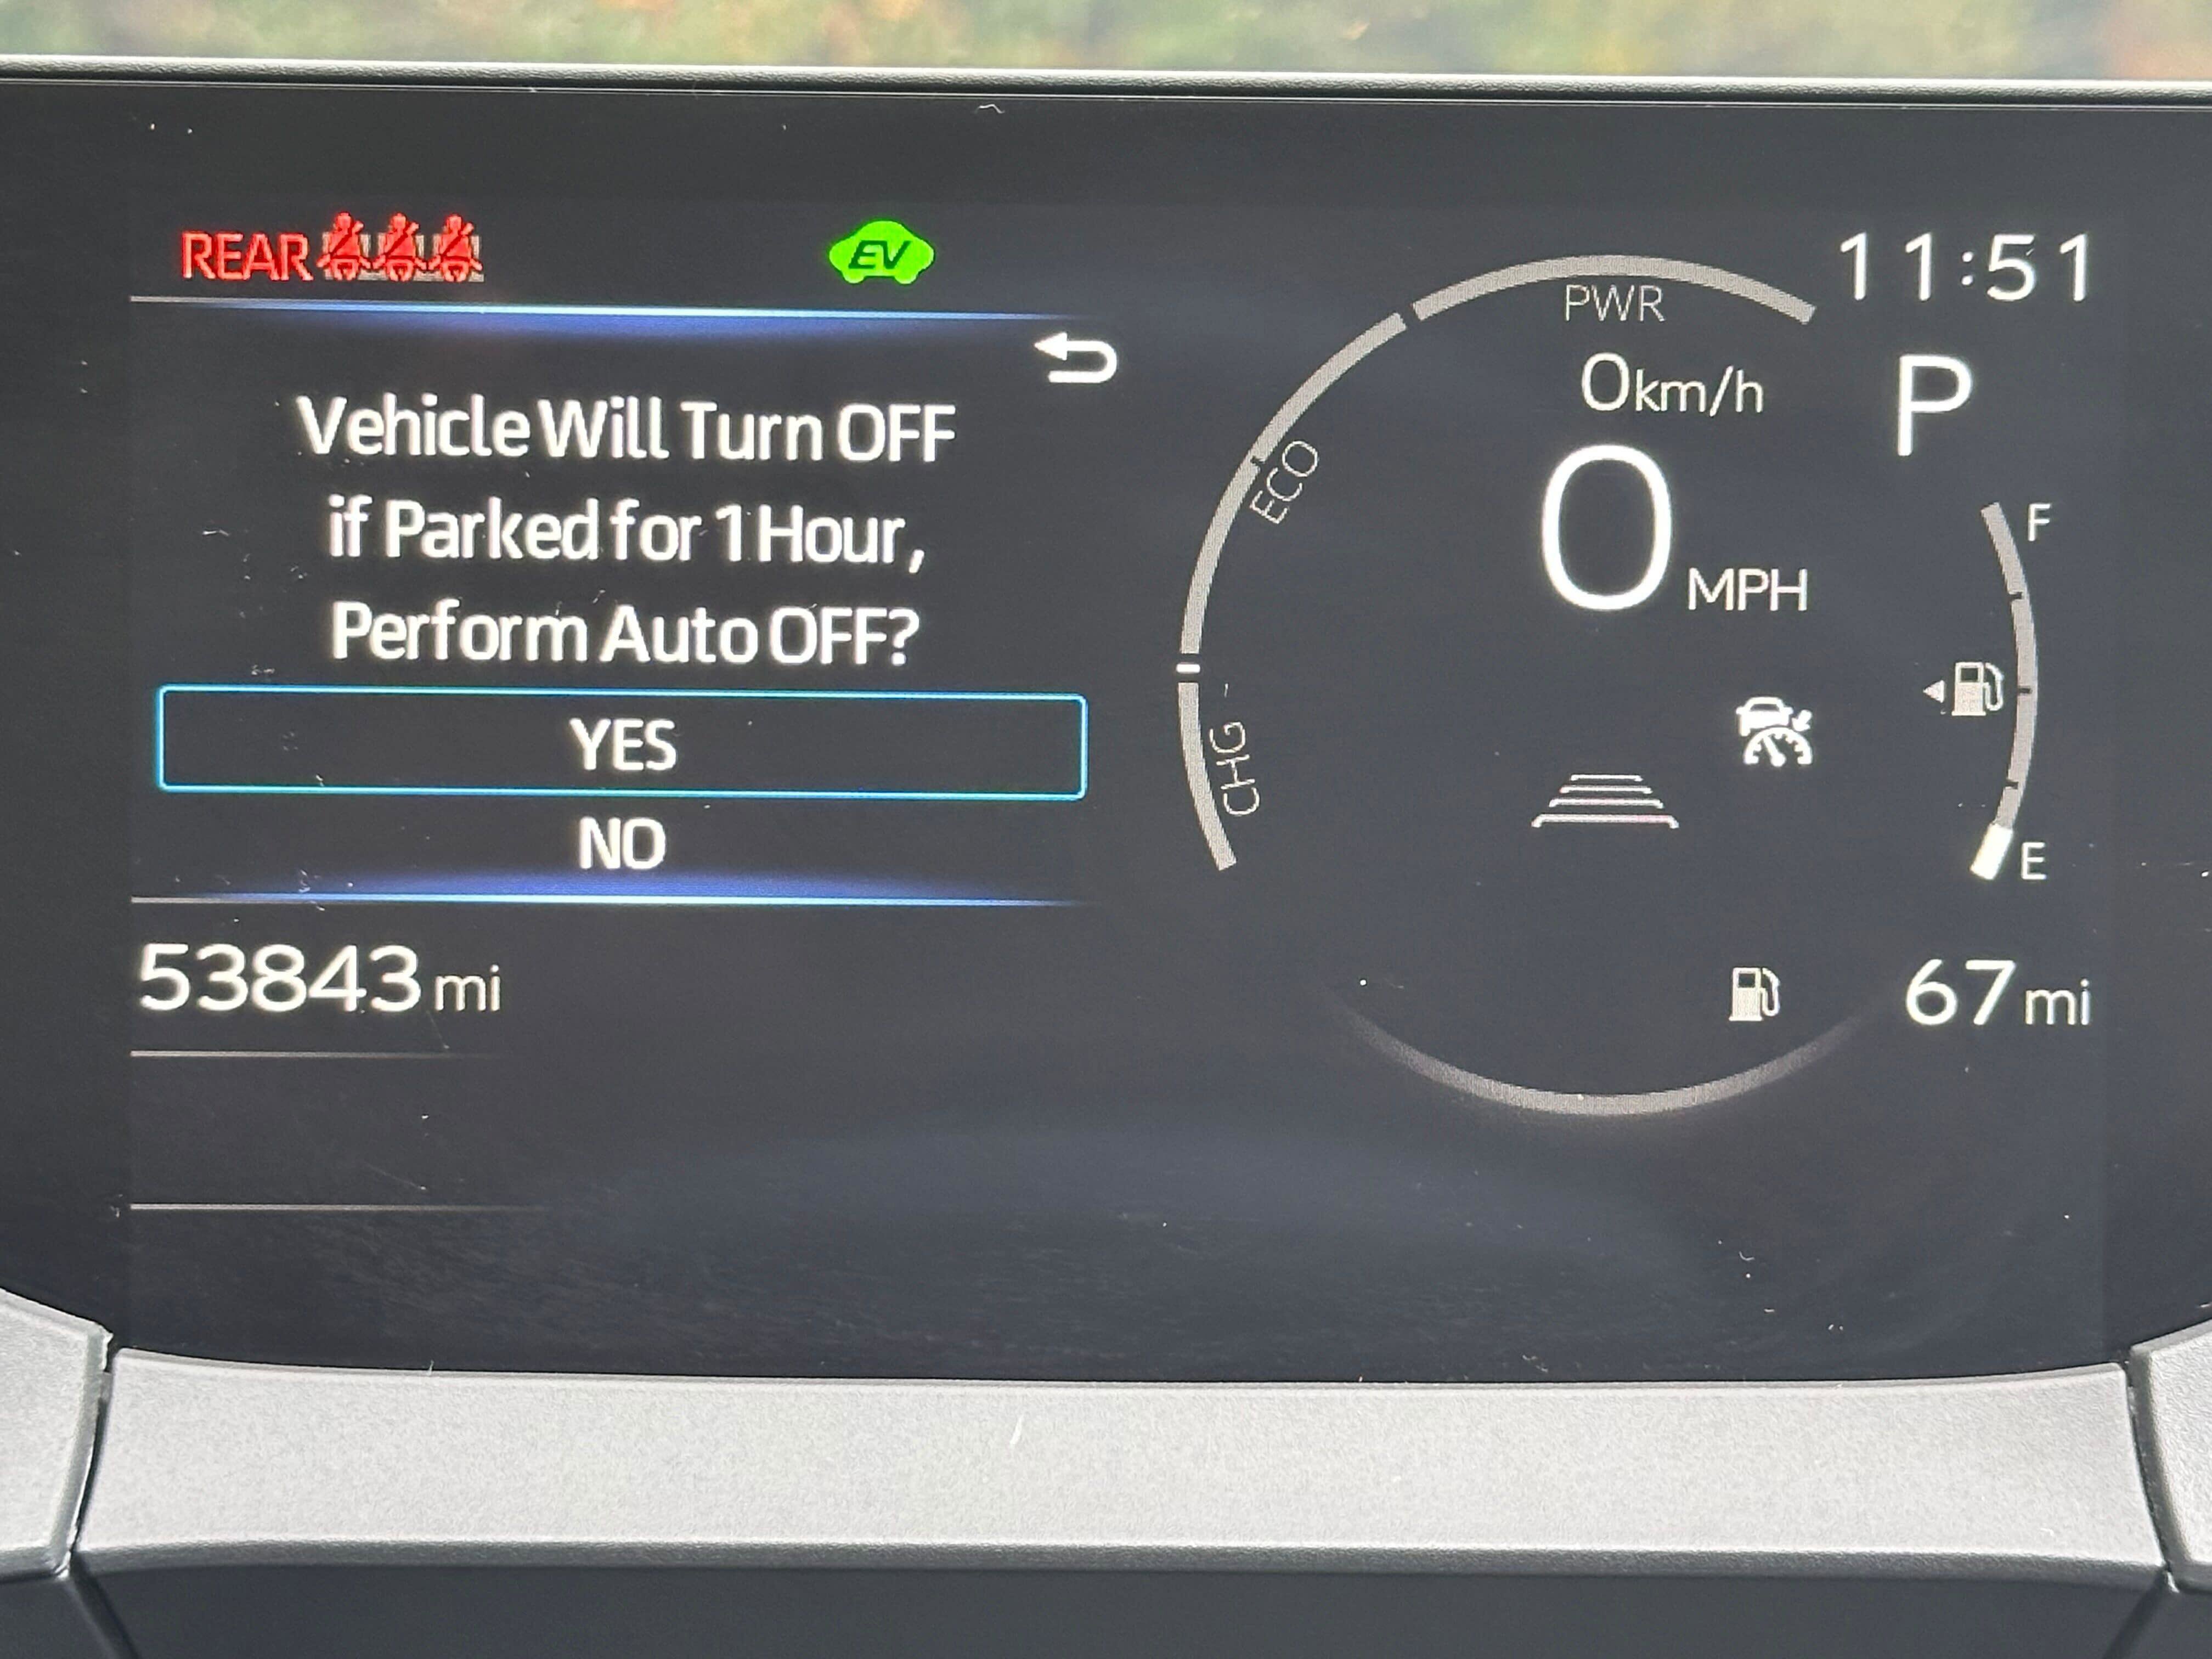 REAR
EV
11:51
PWR
0km/h
P
Vehicle Will Turn OFF
if Parked for 1 Hour,
Perform Auto OFF?
ECO
0 MPH
F
YES
CHG
NO
E
53843 mi
67 mi